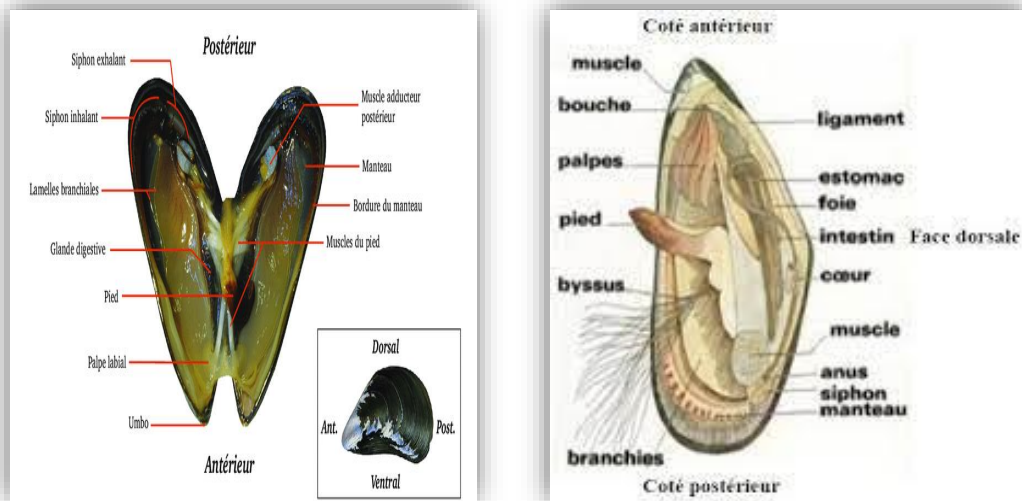 Postérieur
Siphon exhalant
Siphon inhalant
Muscle adducteur
postérieur
Manteau
Lamelles branchiales
Bordure du manteau
Glande digestive
Muscles du pied
Pied
Palpe labial
Umbo
Antérieur
Dorsal
Ant.
Post.
Ventral
Coté antérieur
muscle
bouche
ligament
palpes
estomac
foie
pied
intestin
Face dorsale
cœur
byssus
muscle
anus
siphon
manteau
branchies
Coté postérieur